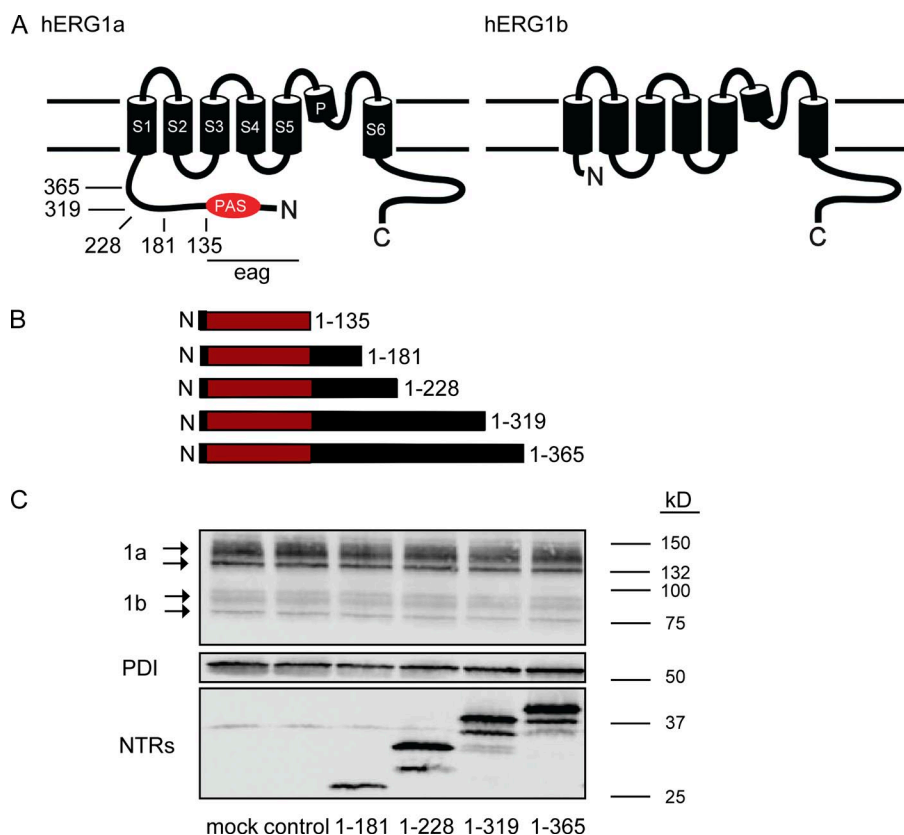 A hERG1a hERG1b
S1 S2 S3 S4 S5 P S6
N
365
319
228 181 135
PAS N
eag
C
C
B
N 1-135
N 1-181
N 1-228
N 1-319
N 1-365
C
kD
1a
1b
150
132
100
75
PDI
50
NTRs
37
25
mock control 1-181 1-228 1-319 1-365